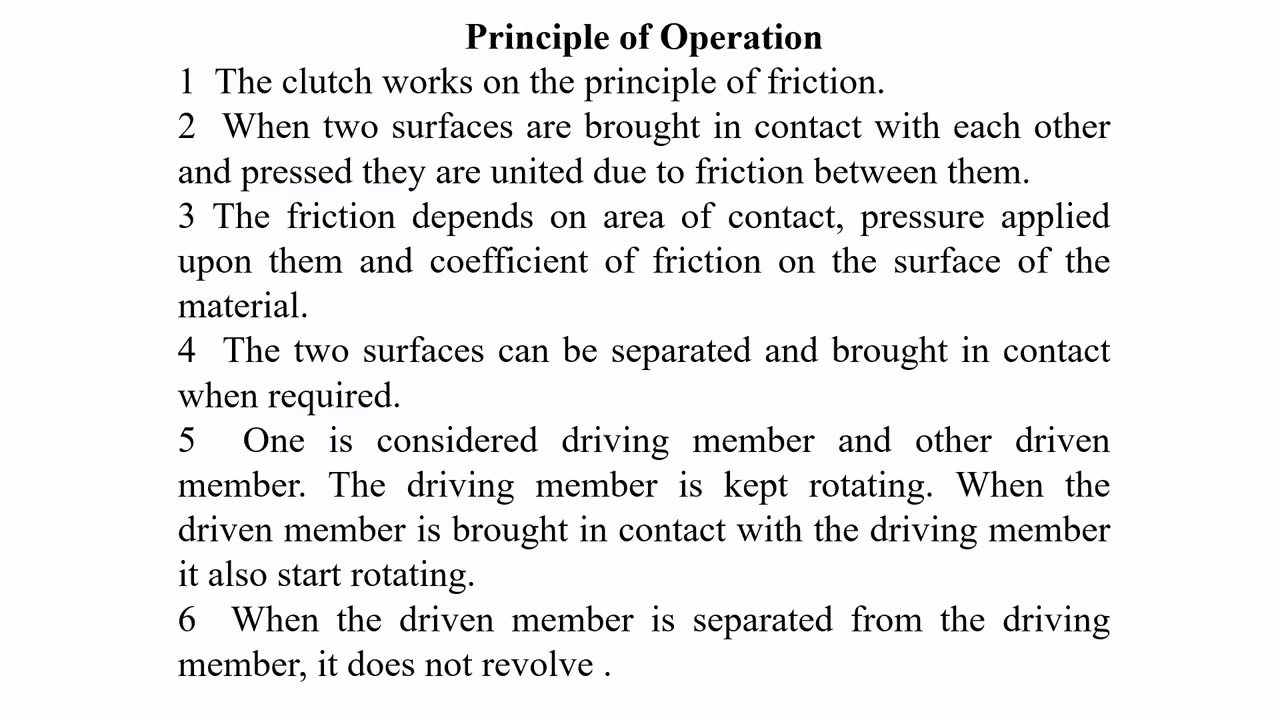 Principle of Operation
1 The clutch works on the principle of friction.
2 When two surfaces are brought in contact with each other
and pressed they are united due to friction between them.
3 The friction depends on area of contact, pressure applied
upon them and coefficient of friction on the surface of the
material.
4 The two surfaces can be separated and brought in contact
when required.
5 One is considered driving member and other driven
member. The driving member is kept rotating. When the
driven member is brought in contact with the driving member
it also start rotating.
6 When the driven member is separated from the driving
member, it does not revolve .